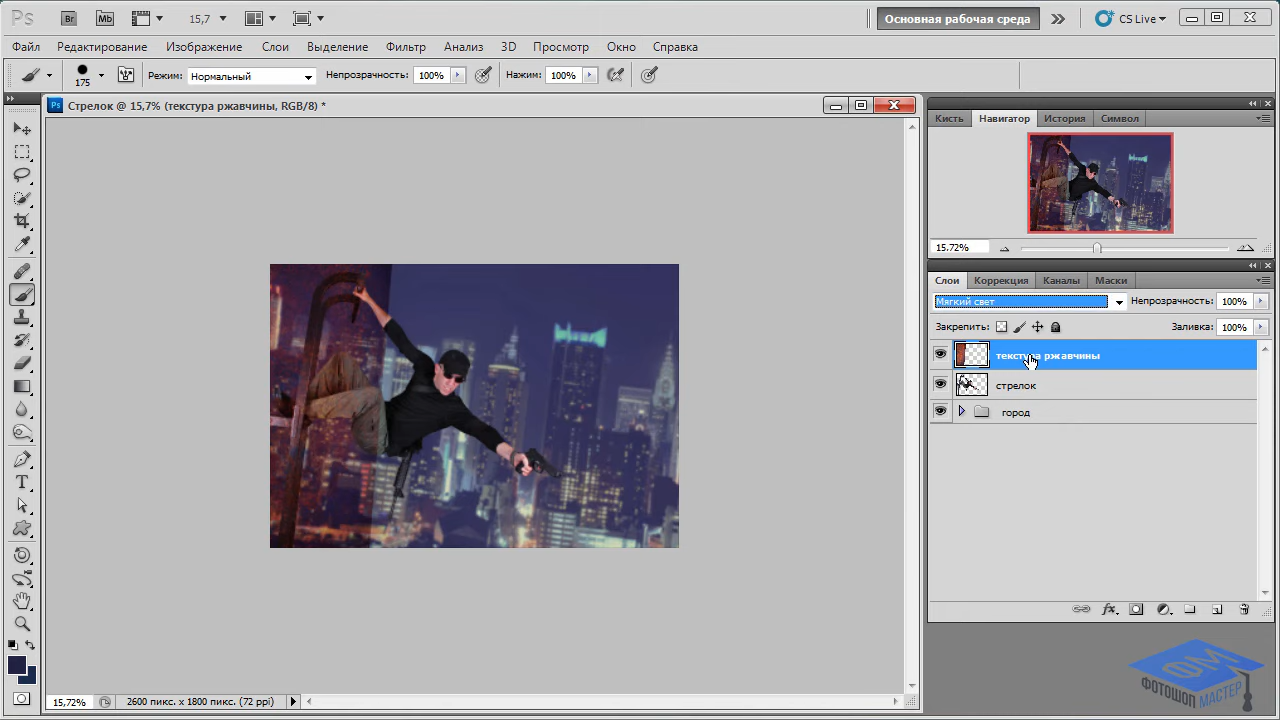 Ps
Br
Mb
15,7
Основная рабочая среда
CS Live
Файл
Редактирование
Изображение
Слои
Выделение
Фильтр
Анализ
3D
Просмотр
Окно
Справка
175
Режим:
Нормальный
Непрозрачность:
100%
Нажим:
100%
Ps
Стрелок @ 15,7% (текстура ржавчины, RGB/8) *
Кисть
Навигатор
История
Символ
15.72%
Слои
Коррекция
Каналы
Маски
Мягкий свет
Непрозрачность:
100%
Закрепить:
Заливка:
100%
текстура ржавчины
стрелок
город
T
fx
15,72%
2600 пикс. x 1800 пикс. (72 ppi)
ФМ
ФОТОШОП МАСТЕР